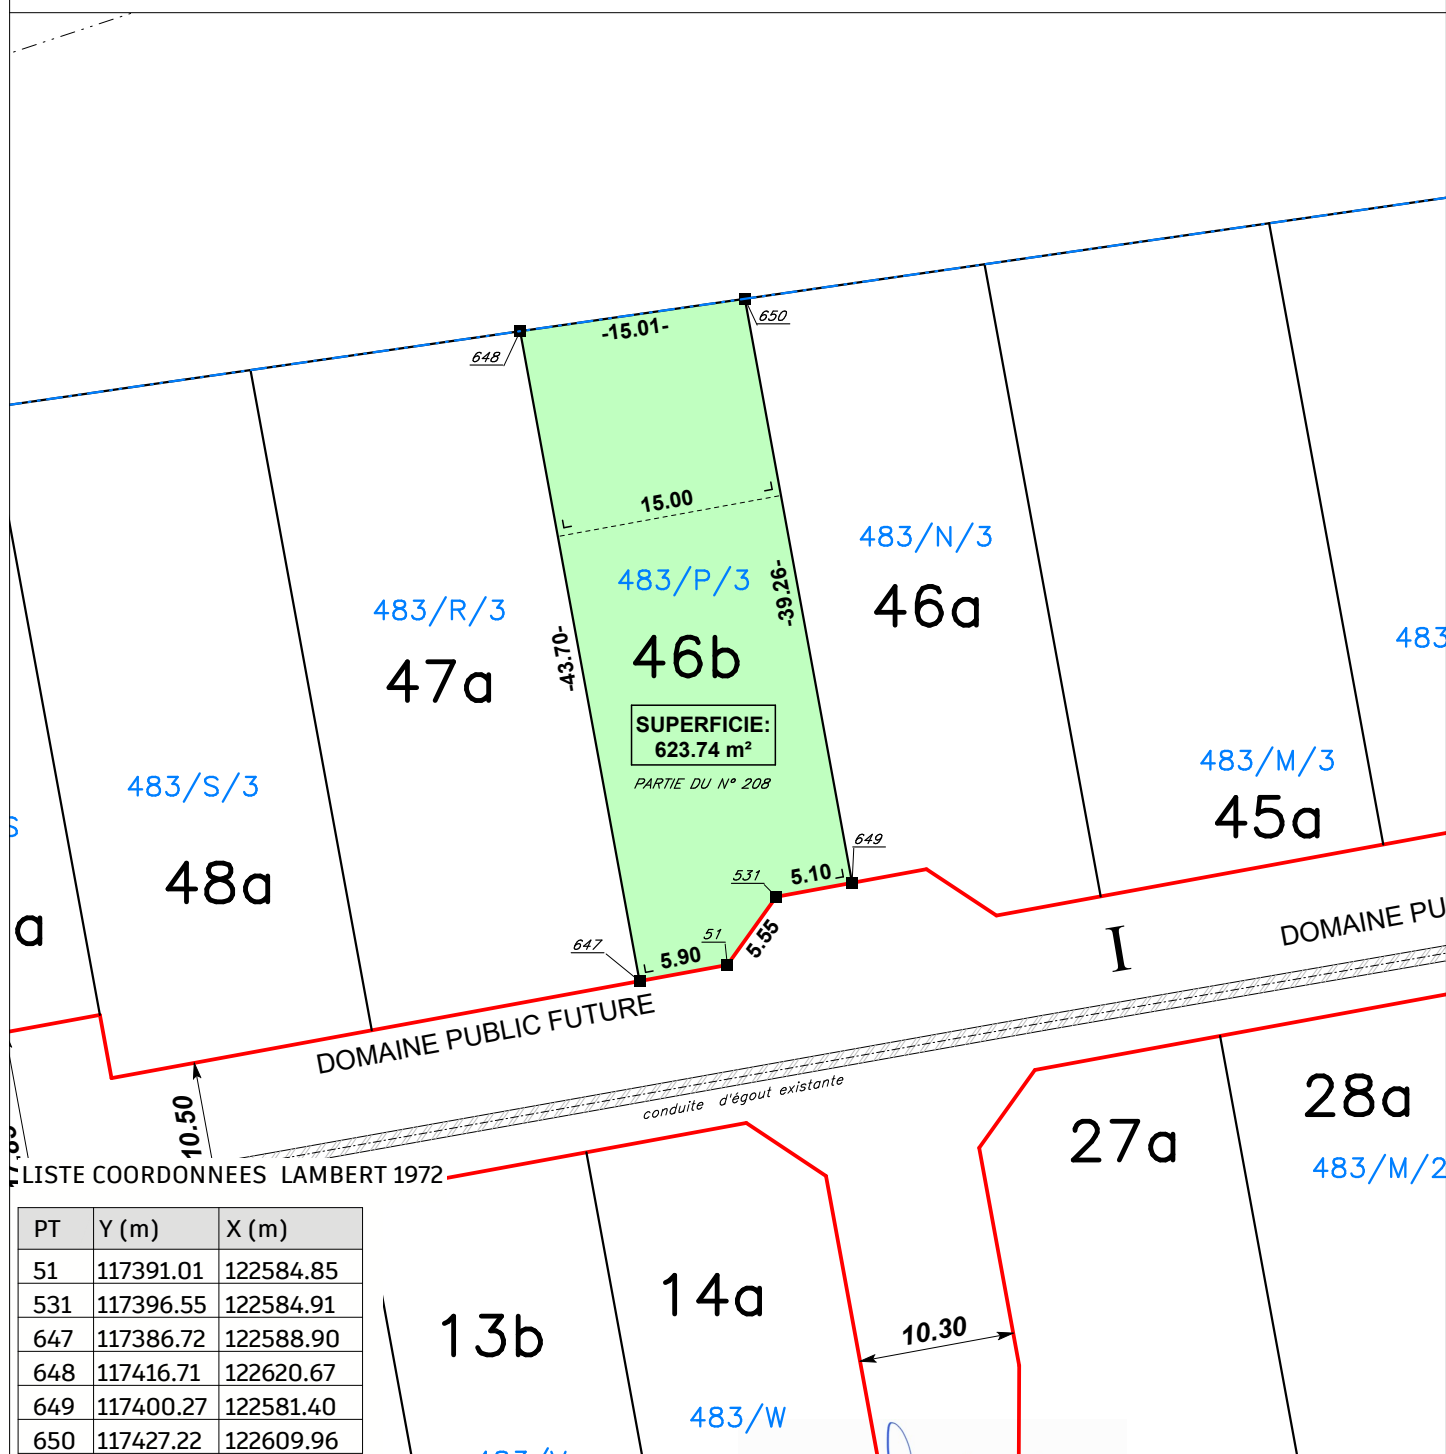 -15.01-
650
648
15.00
483/N/3
483/P/3
46a
483/R/3
-39.26-
483
-43.70-
46b
47a
SUPERFICIE:
623.74 m²
PARTIE DU N° 208
483/S/3
483/M/3
45a
S
649
531
5.10
48a
a
DOMAINE PU
I
647
51
5.90
5.55
DOMAINE PUBLIC FUTURE
conduite d'égout existante
10.50
28a
27a
483/M/2
LISTE COORDONNEES LAMBERT 1972
PT Y (m) X (m)
51 117391.01 122584.85
531 117396.55 122584.91
647 117386.72 122588.90
648 117416.71 122620.67
649 117400.27 122581.40
650 117427.22 122609.96
14a
13b
10.30
483/W